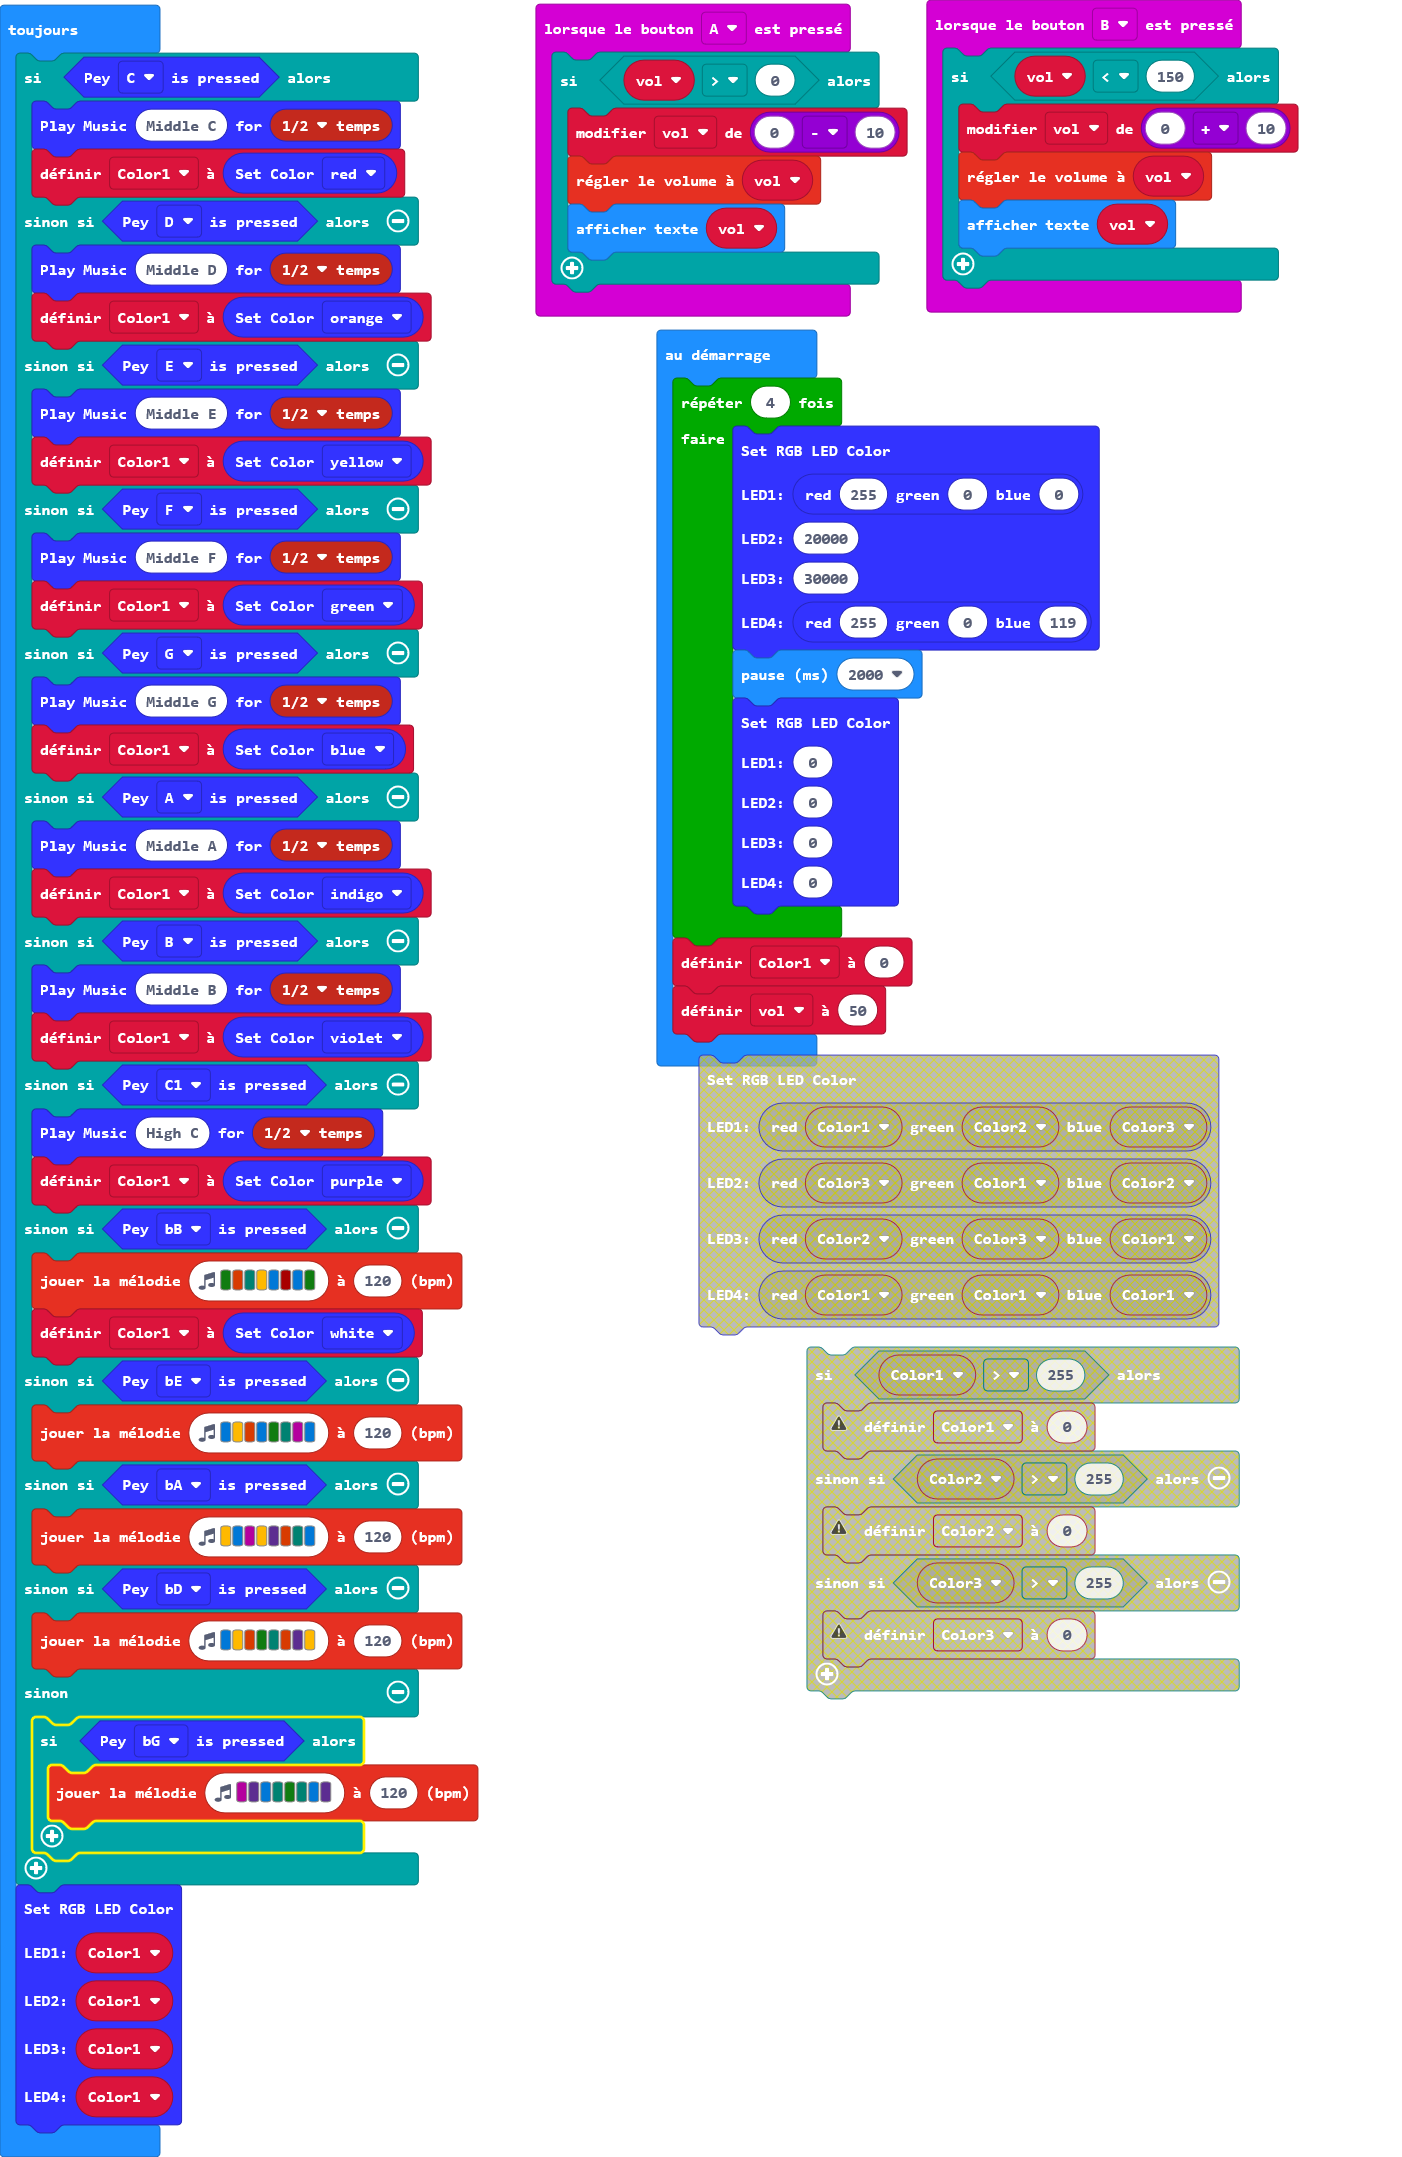 toujours
si Pey C is pressed alors
Play Music Middle C for 1/2 temps
définir Color1 à Set Color red
sinon si Pey D is pressed alors
Play Music Middle D for 1/2 temps
définir Color1 à Set Color orange
sinon si Pey E is pressed alors
Play Music Middle E for 1/2 temps
définir Color1 à Set Color yellow
sinon si Pey F is pressed alors
Play Music Middle F for 1/2 temps
définir Color1 à Set Color green
sinon si Pey G is pressed alors
Play Music Middle G for 1/2 temps
définir Color1 à Set Color blue
sinon si Pey A is pressed alors
Play Music Middle A for 1/2 temps
définir Color1 à Set Color indigo
sinon si Pey B is pressed alors
Play Music Middle B for 1/2 temps
définir Color1 à Set Color violet
sinon si Pey C1 is pressed alors
Play Music High C for 1/2 temps
définir Color1 à Set Color purple
sinon si Pey bB is pressed alors
jouer la mélodie à 120 (bpm)
définir Color1 à Set Color white
sinon si Pey bE is pressed alors
jouer la mélodie à 120 (bpm)
sinon si Pey bA is pressed alors
jouer la mélodie à 120 (bpm)
sinon si Pey bD is pressed alors
jouer la mélodie à 120 (bpm)
sinon
si Pey bG is pressed alors
jouer la mélodie à 120 (bpm)
Set RGB LED Color
LED1: Color1
LED2: Color1
LED3: Color1
LED4: Color1
lorsque le bouton A est pressé
si vol > 0 alors
modifier vol de 0 - 10
régler le volume à vol
afficher texte vol
lorsque le bouton B est pressé
si vol < 150 alors
modifier vol de 0 + 10
régler le volume à vol
afficher texte vol
au démarrage
répéter 4 fois
faire
Set RGB LED Color
LED1: red 255 green 0 blue 0
LED2: 20000
LED3: 30000
LED4: red 255 green 0 blue 119
pause (ms) 2000
Set RGB LED Color
LED1: 0
LED2: 0
LED3: 0
LED4: 0
définir Color1 à 0
définir vol à 50
Set RGB LED Color
LED1: red Color1 green Color2 blue Color3
LED2: red Color3 green Color1 blue Color2
LED3: red Color2 green Color3 blue Color1
LED4: red Color1 green Color1 blue Color1
si Color1 > 255 alors
définir Color1 à 0
sinon si Color2 > 255 alors
définir Color2 à 0
sinon si Color3 > 255 alors
définir Color3 à 0